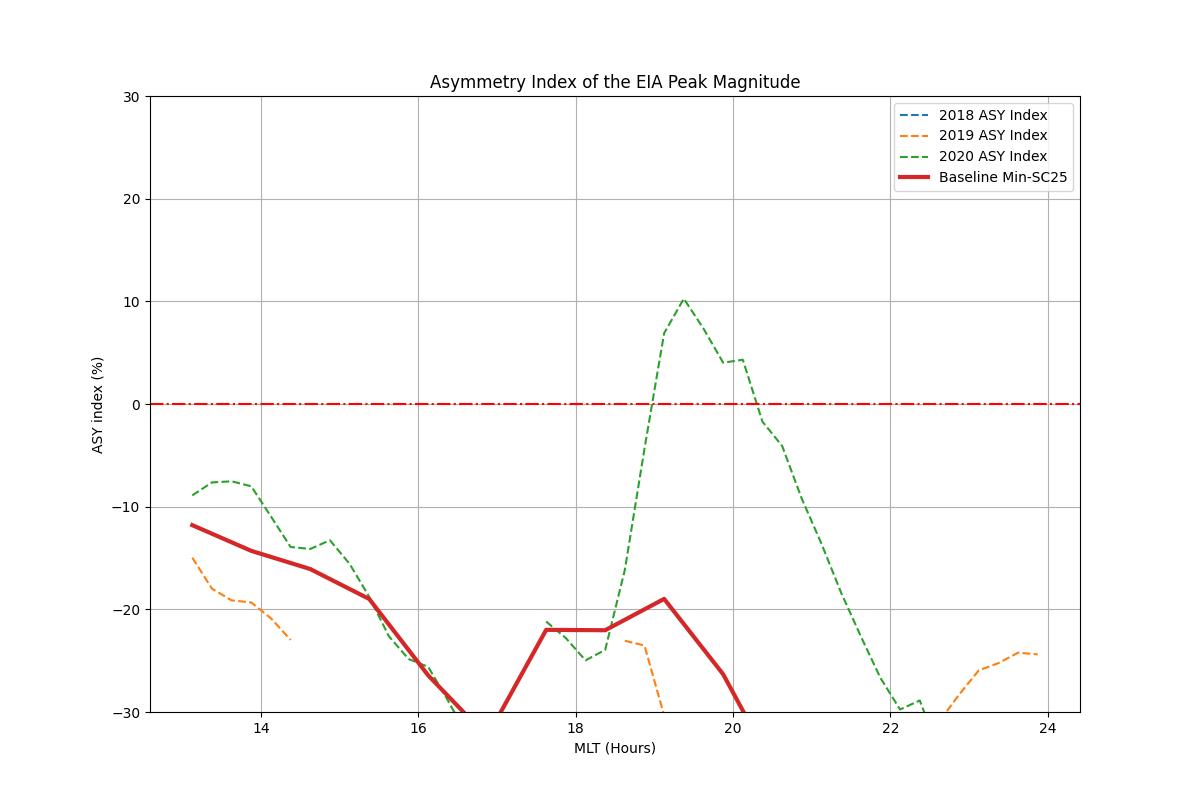 Asymmetry Index of the EIA Peak Magnitude
30
20
10
0
−10
−20
−30
ASY index (%)
2018 ASY Index
2019 ASY Index
2020 ASY Index
Baseline Min-SC25
14 16 18 20 22 24
MLT (Hours)